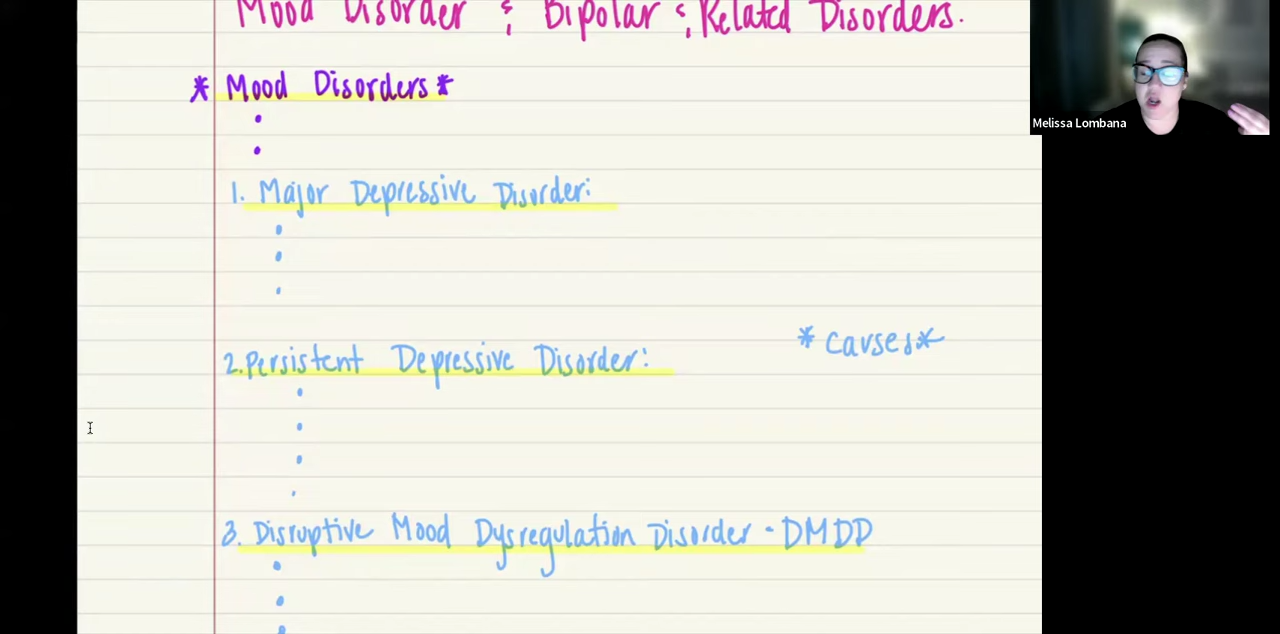 Mood Disorder & Bipolar & Related Disorders.
Melissa Lombana
* Mood Disorders *
1. Major Depressive Disorder:
* causes *
2. Persistent Depressive Disorder:
3. Disruptive Mood Dysregulation Disorder - DMDD